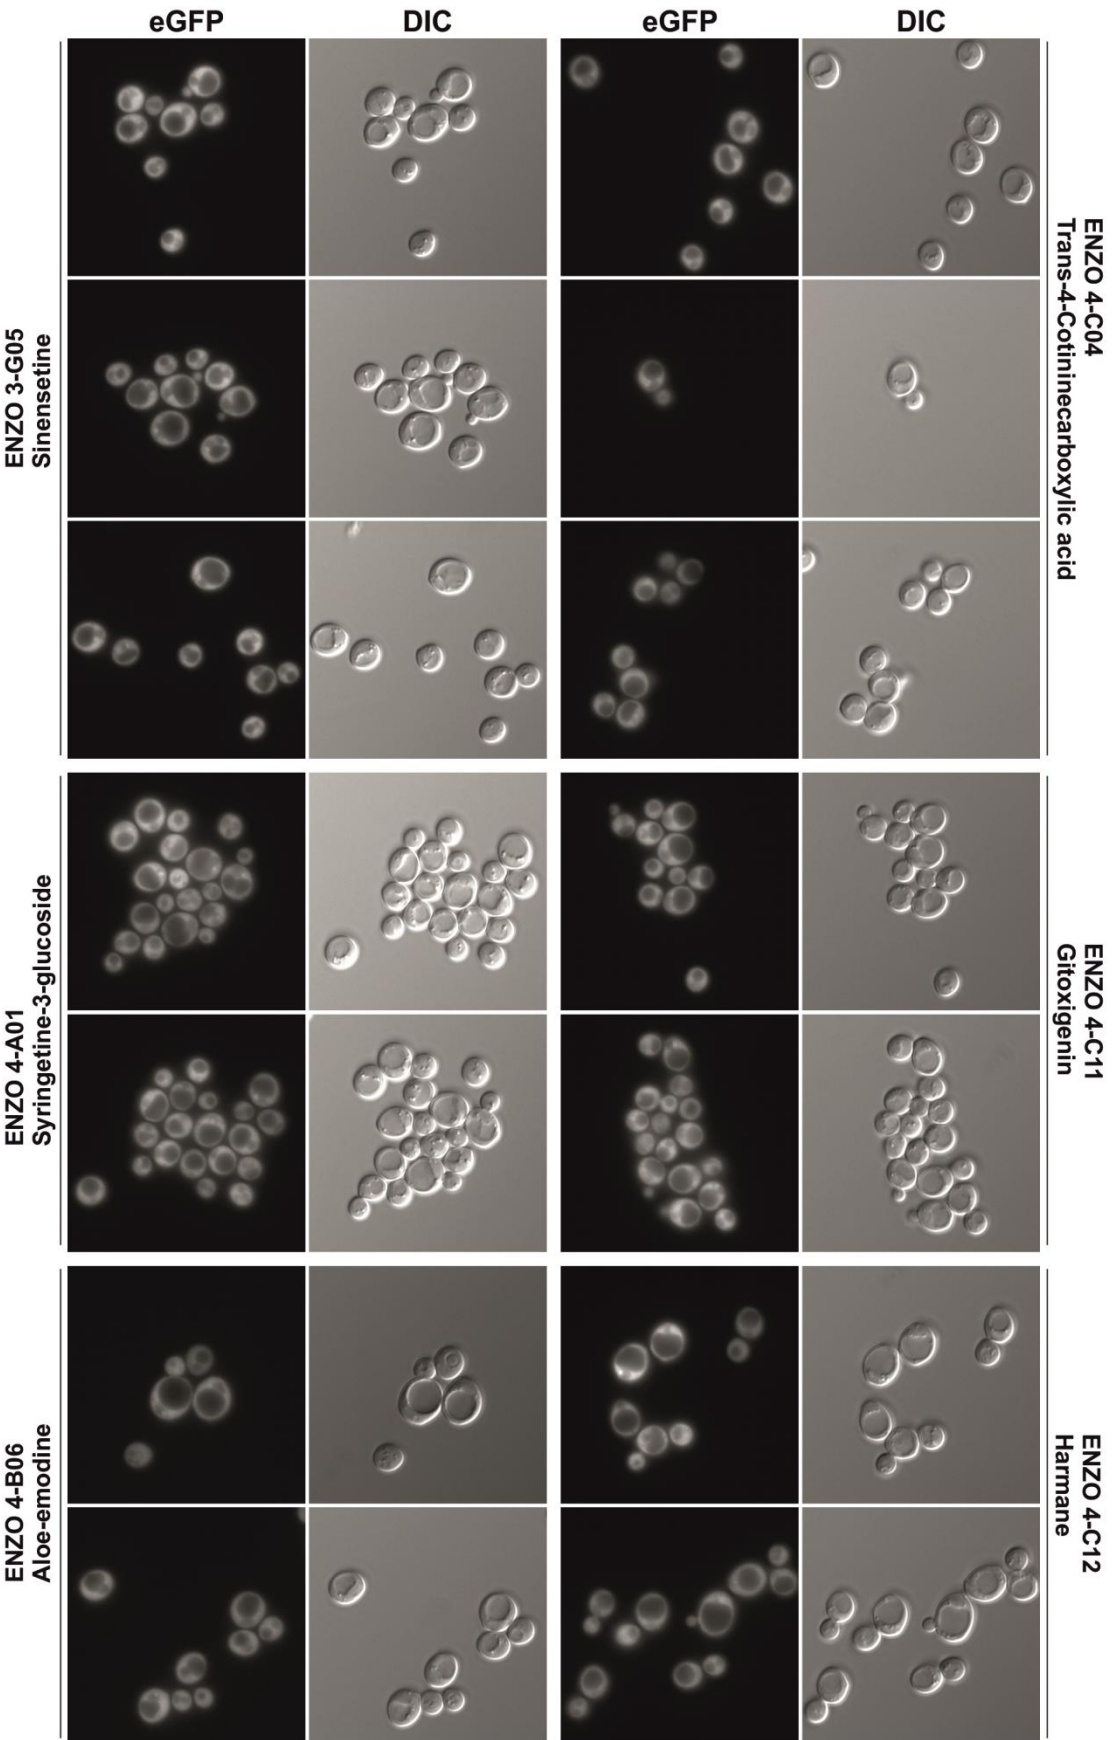 eGFP
DIC
eGFP
DIC
ENZO 3-G05
Sinensetine
ENZO 4-C04
Trans-4-Cotininecarboxylic acid
ENZO 4-A01
Syringetine-3-glucoside
ENZO 4-C11
Gitoxigenin
ENZO 4-B06
Aloe-emodine
ENZO 4-C12
Harmane